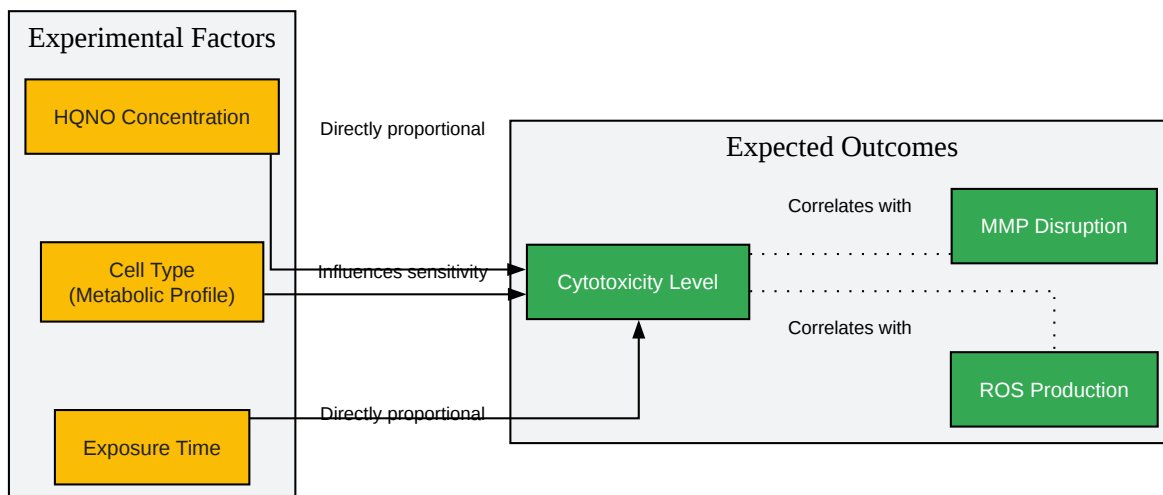 Experimental Factors
HQNO Concentration
Cell Type
(Metabolic Profile)
Exposure Time
Directly proportional
Influences sensitivity
Directly proportional
Expected Outcomes
Cytotoxicity Level
Correlates with
Correlates with
MMP Disruption
ROS Production